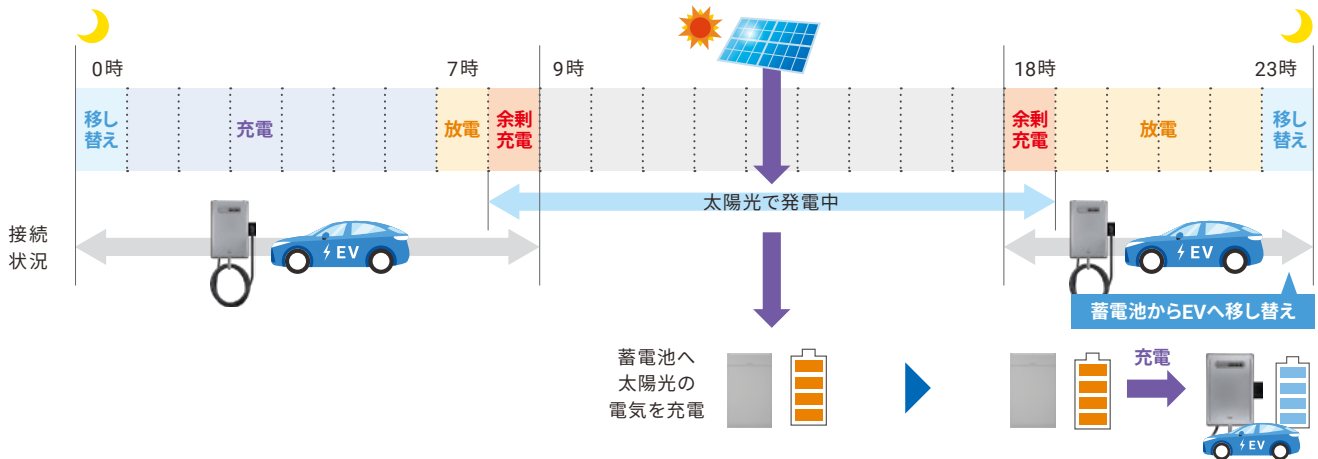 0時
7時
9時
18時
23時
移し
替え
充電
放電
余剰
充電
余剰
充電
放電
移し
替え
太陽光で発電中
接続
状況
EV
EV
蓄電池からEVへ移し替え
蓄電池へ
太陽光の
電気を充電
充電
EV